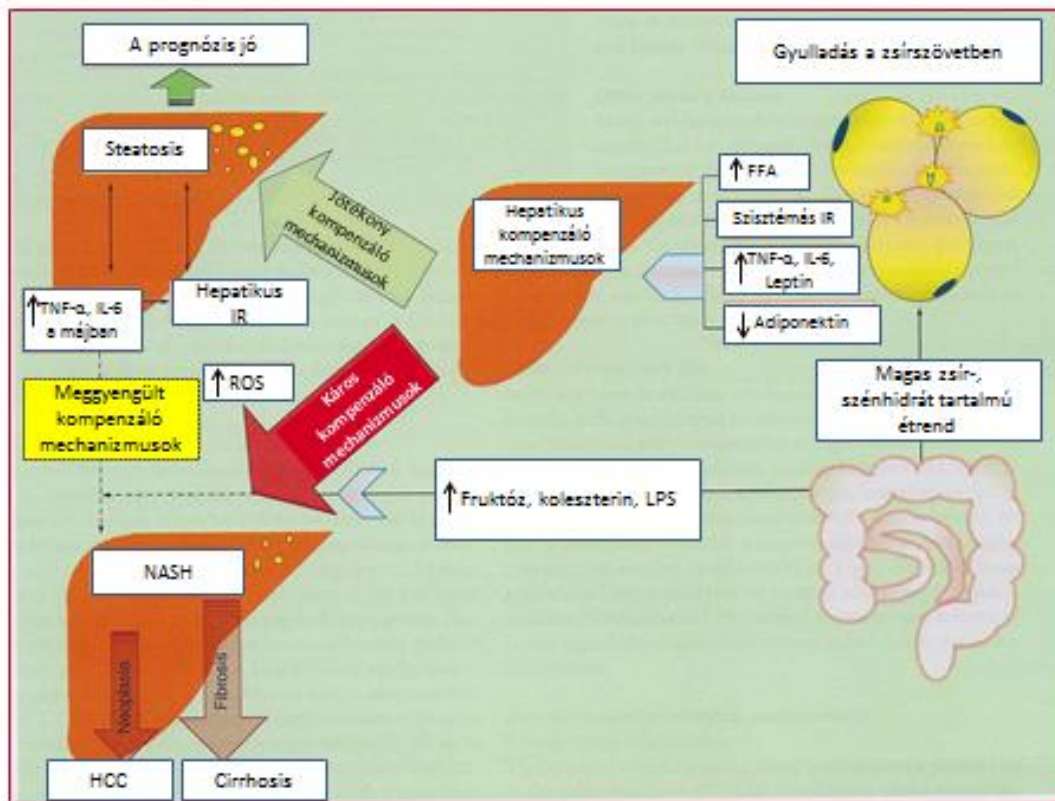 A prognózis jó
Gyulladás a zsírszövetben
Steatosis
↑ FFA
Szisztémás IR
↑TNF-α, IL-6,
Leptin
↓ Adiponektin
Hepatikus
kompenzáló
mechanizmusok
Jótékony
kompenzáló
mechanizmusok
↑TNF-α, IL-6
a májban
Hepatikus
IR
↑ ROS
Káros
kompenzáló
mechanizmusok
Meggyengült
kompenzáló
mechanizmusok
Magas zsír-,
szénhidrát tartalmú
étrend
↑ Fruktóz, koleszterin, LPS
NASH
Neoplasia
Fibrosis
HCC
Cirrhosis